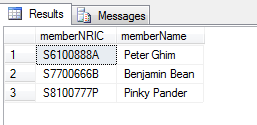 Results Messages
memberNRIC memberName
1 S6100888A Peter Ghim
2 S7700666B Benjamin Bean
3 S8100777P Pinky Pander